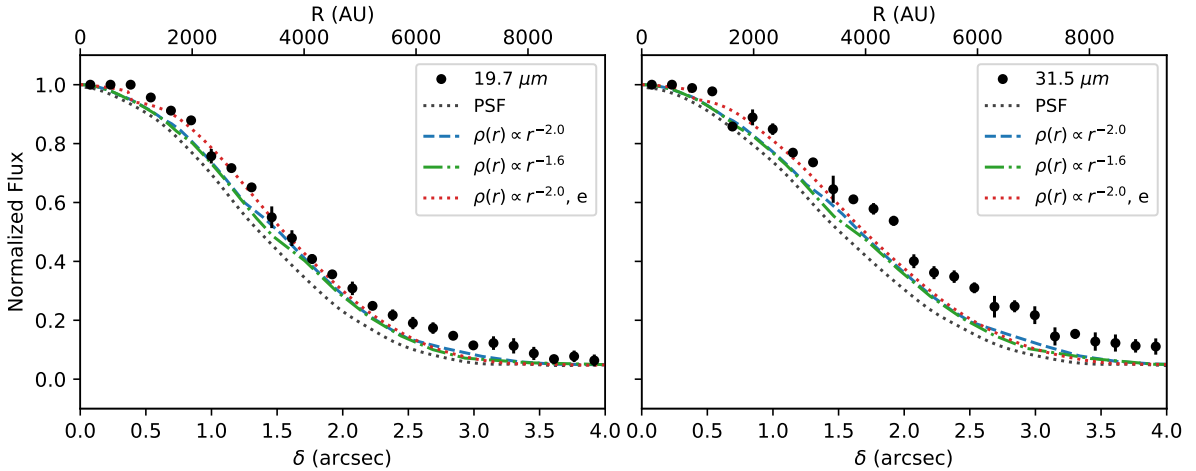 R (AU)
0 2000 4000 6000 8000
Normalized Flux
1.0
0.8
0.6
0.4
0.2
0.0
19.7 μm
PSF
ρ(r) ∝ r^{-2.0}
ρ(r) ∝ r^{-1.6}
ρ(r) ∝ r^{-2.0}, e
0.0 0.5 1.0 1.5 2.0 2.5 3.0 3.5 4.0
δ (arcsec)
R (AU)
0 2000 4000 6000 8000
31.5 μm
PSF
ρ(r) ∝ r^{-2.0}
ρ(r) ∝ r^{-1.6}
ρ(r) ∝ r^{-2.0}, e
0.0 0.5 1.0 1.5 2.0 2.5 3.0 3.5 4.0
δ (arcsec)